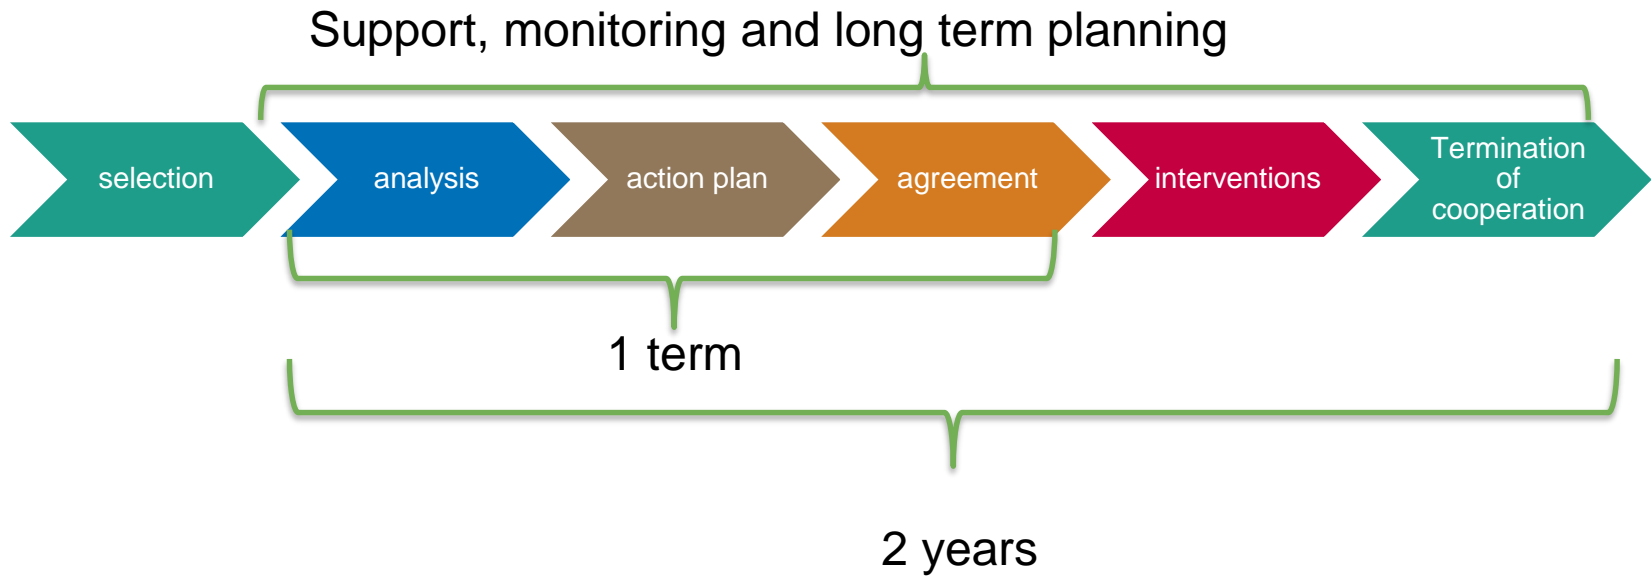 Support, monitoring and long term planning
selection
analysis
action plan
agreement
interventions
Termination
of
cooperation
1 term
2 years